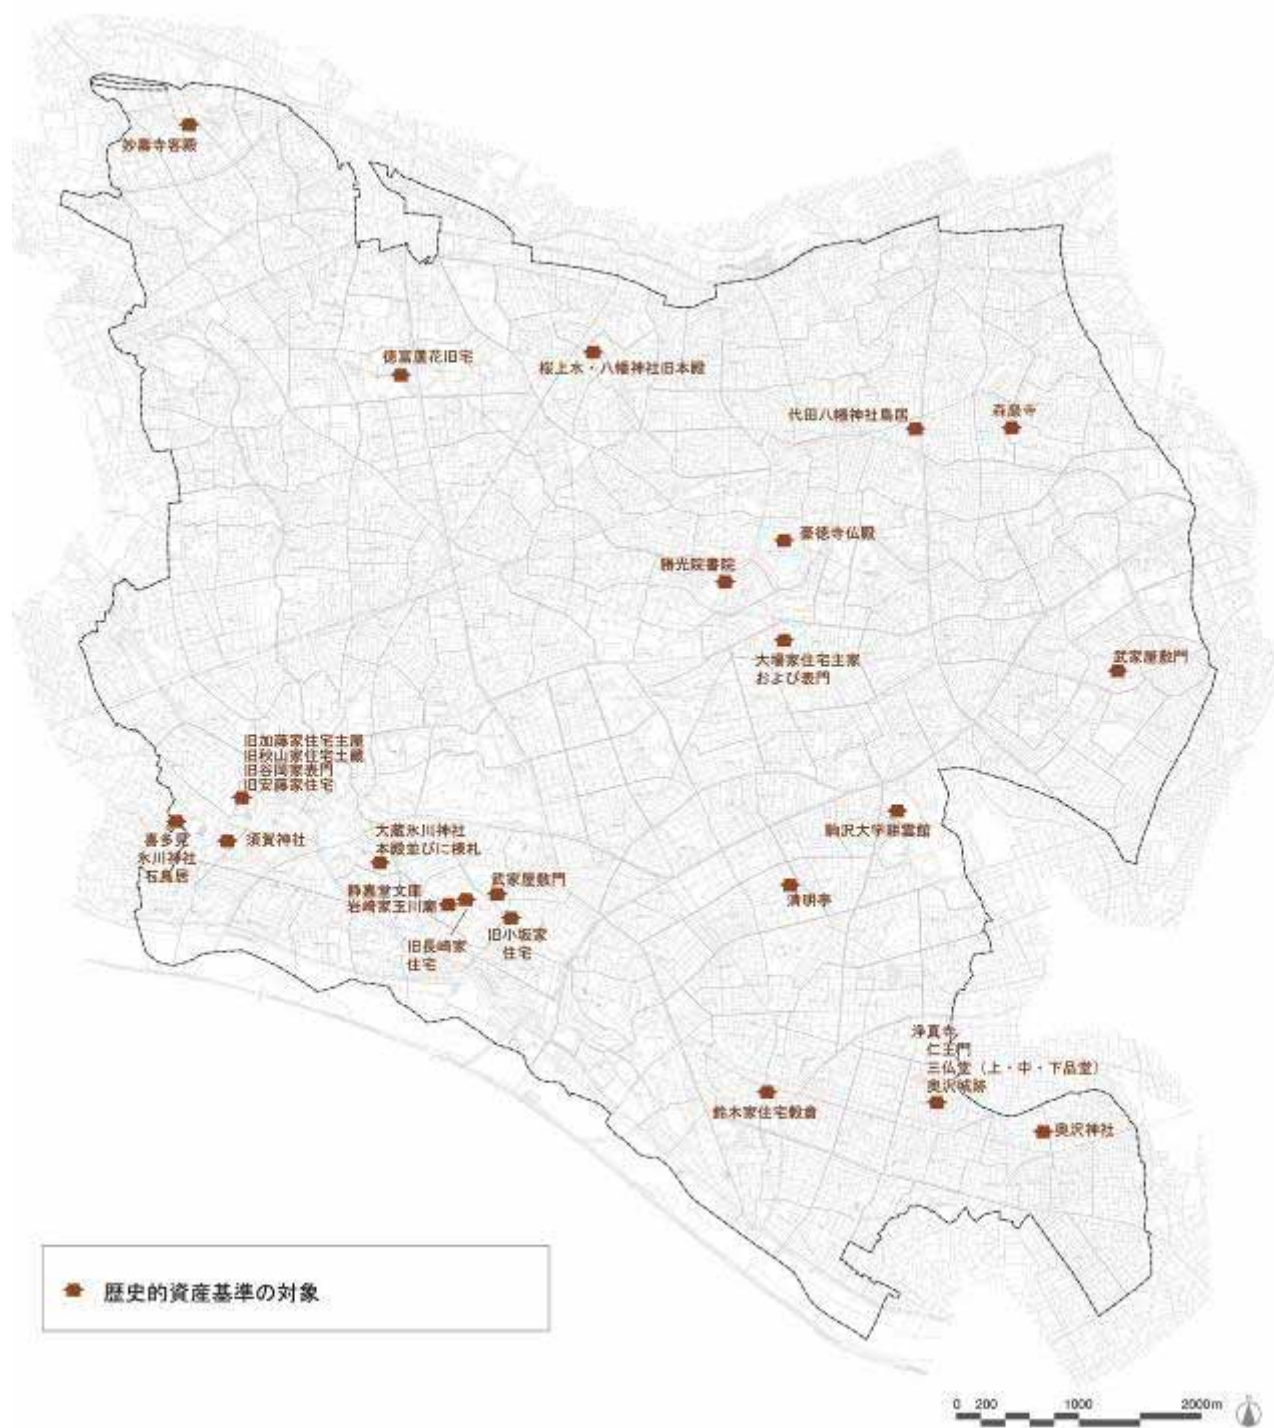 妙壽寺客殿
徳冨蘆花旧宅
桜上水・八幡神社旧本殿
代田八幡神社鳥居
森巖寺
豪徳寺仏殿
勝光院書院
大場家住宅主家
および表門
武家屋敷門
旧加藤家住宅主屋
旧秋山家住宅土蔵
旧谷岡家表門
旧安藤家住宅
喜多見
氷川神社
石鳥居
須賀神社
大蔵氷川神社
本殿並びに棟札
静嘉堂文庫
岩崎家玉川廟
武家屋敷門
旧長崎家
住宅
旧小坂家
住宅
駒沢大学耕雲館
清明亭
浄真寺
仁王門
三仏堂（上・中・下品堂）
奥沢城跡
鈴木家住宅穀倉
奥沢神社
歴史的資産基準の対象
0 200 1000 2000m